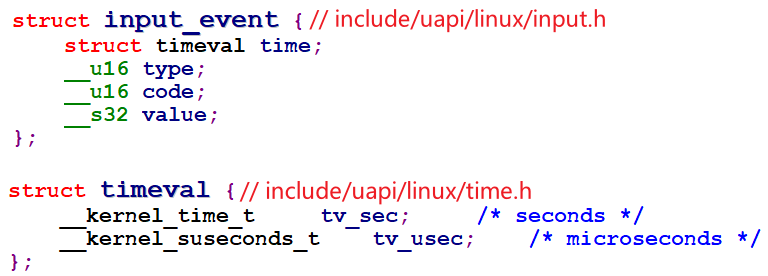 struct input_event { // include/uapi/linux/input.h
struct timeval time;
__u16 type;
__u16 code;
__s32 value;
};
struct timeval { // include/uapi/linux/time.h
__kernel_time_t tv_sec; /* seconds */
__kernel_suseconds_t tv_usec; /* microseconds */
};